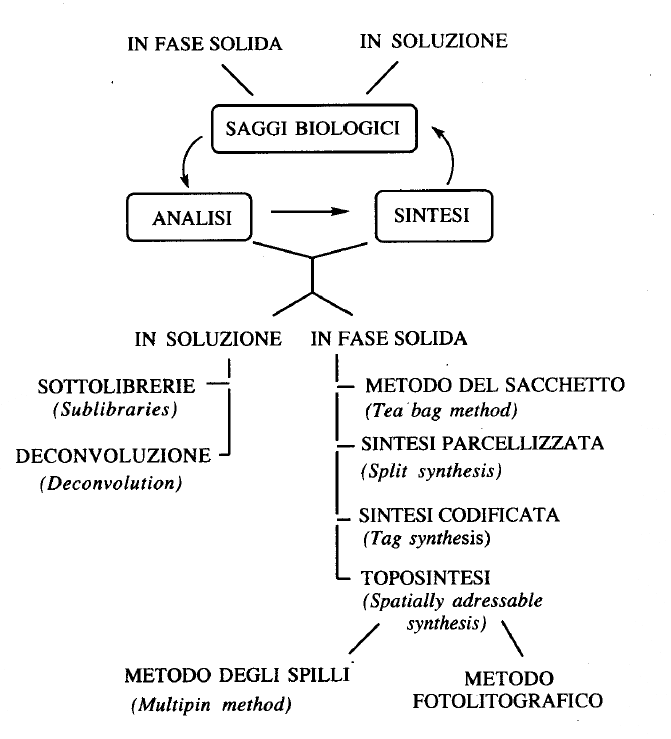 IN FASE SOLIDA
IN SOLUZIONE
SAGGI BIOLOGICI
ANALISI
SINTESI
IN SOLUZIONE
IN FASE SOLIDA
SOTTOLIBRERIE
(Sublibraries)
DECONVOLUZIONE
(Deconvolution)
METODO DEL SACCHETTO
(Tea bag method)
SINTESI PARCELLIZZATA
(Split synthesis)
SINTESI CODIFICATA
(Tag synthesis)
TOPOSINTESI
(Spatially adressable
synthesis)
METODO DEGLI SPILLI
(Multipin method)
METODO
FOTOLITOGRAFICO